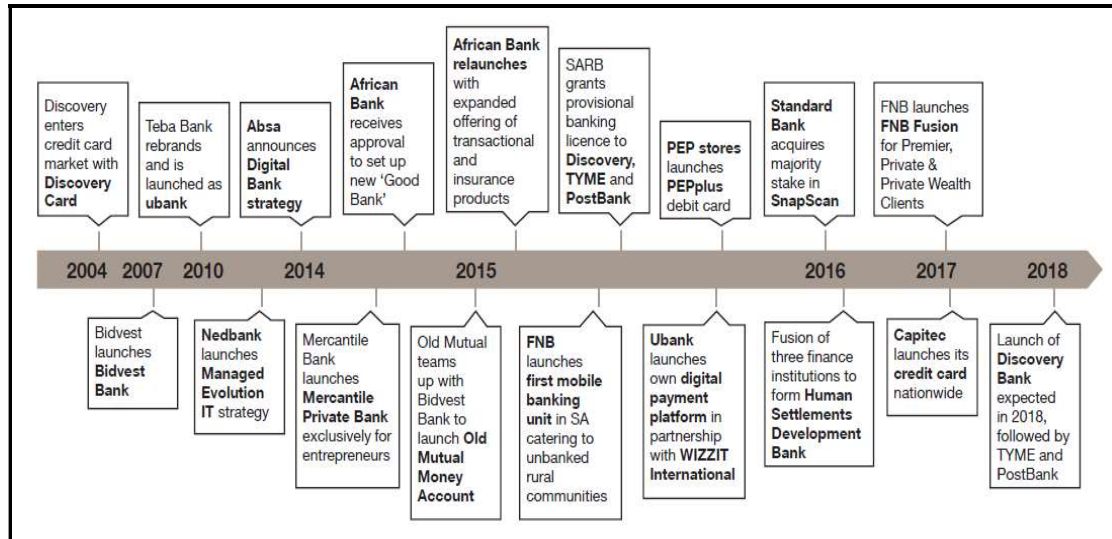 Discovery
enters
credit card
market with
Discovery
Card
Teba Bank
rebrands
and is
launched as
ubank
Absa
announces
Digital
Bank
strategy
African
Bank
receives
approval
to set up
new ‘Good
Bank’
African Bank
relaunches
with
expanded
offering of
transactional
and
insurance
products
SARB
grants
provisional
banking
licence to
Discovery,
TYME and
PostBank
PEP stores
launches
PEPplus
debit card
Standard
Bank
acquires
majority
stake in
SnapScan
FNB launches
FNB Fusion
for Premier,
Private &
Private Wealth
Clients
2004 2007 2010 2014 2015 2016 2017 2018
Bidvest
launches
Bidvest
Bank
Nedbank
launches
Managed
Evolution
IT strategy
Mercantile
Bank
launches
Mercantile
Private Bank
exclusively for
entrepreneurs
Old Mutual
teams
up with
Bidvest
Bank to
launch Old
Mutual
Money
Account
FNB
launches
first mobile
banking
unit in SA
catering to
unbanked
rural
communities
Ubank
launches
own digital
payment
platform in
partnership
with WIZZIT
International
Fusion of
three finance
institutions to
form Human
Settlements
Development
Bank
Capitec
launches its
credit card
nationwide
Launch of
Discovery
Bank
expected
in 2018,
followed by
TYME and
PostBank